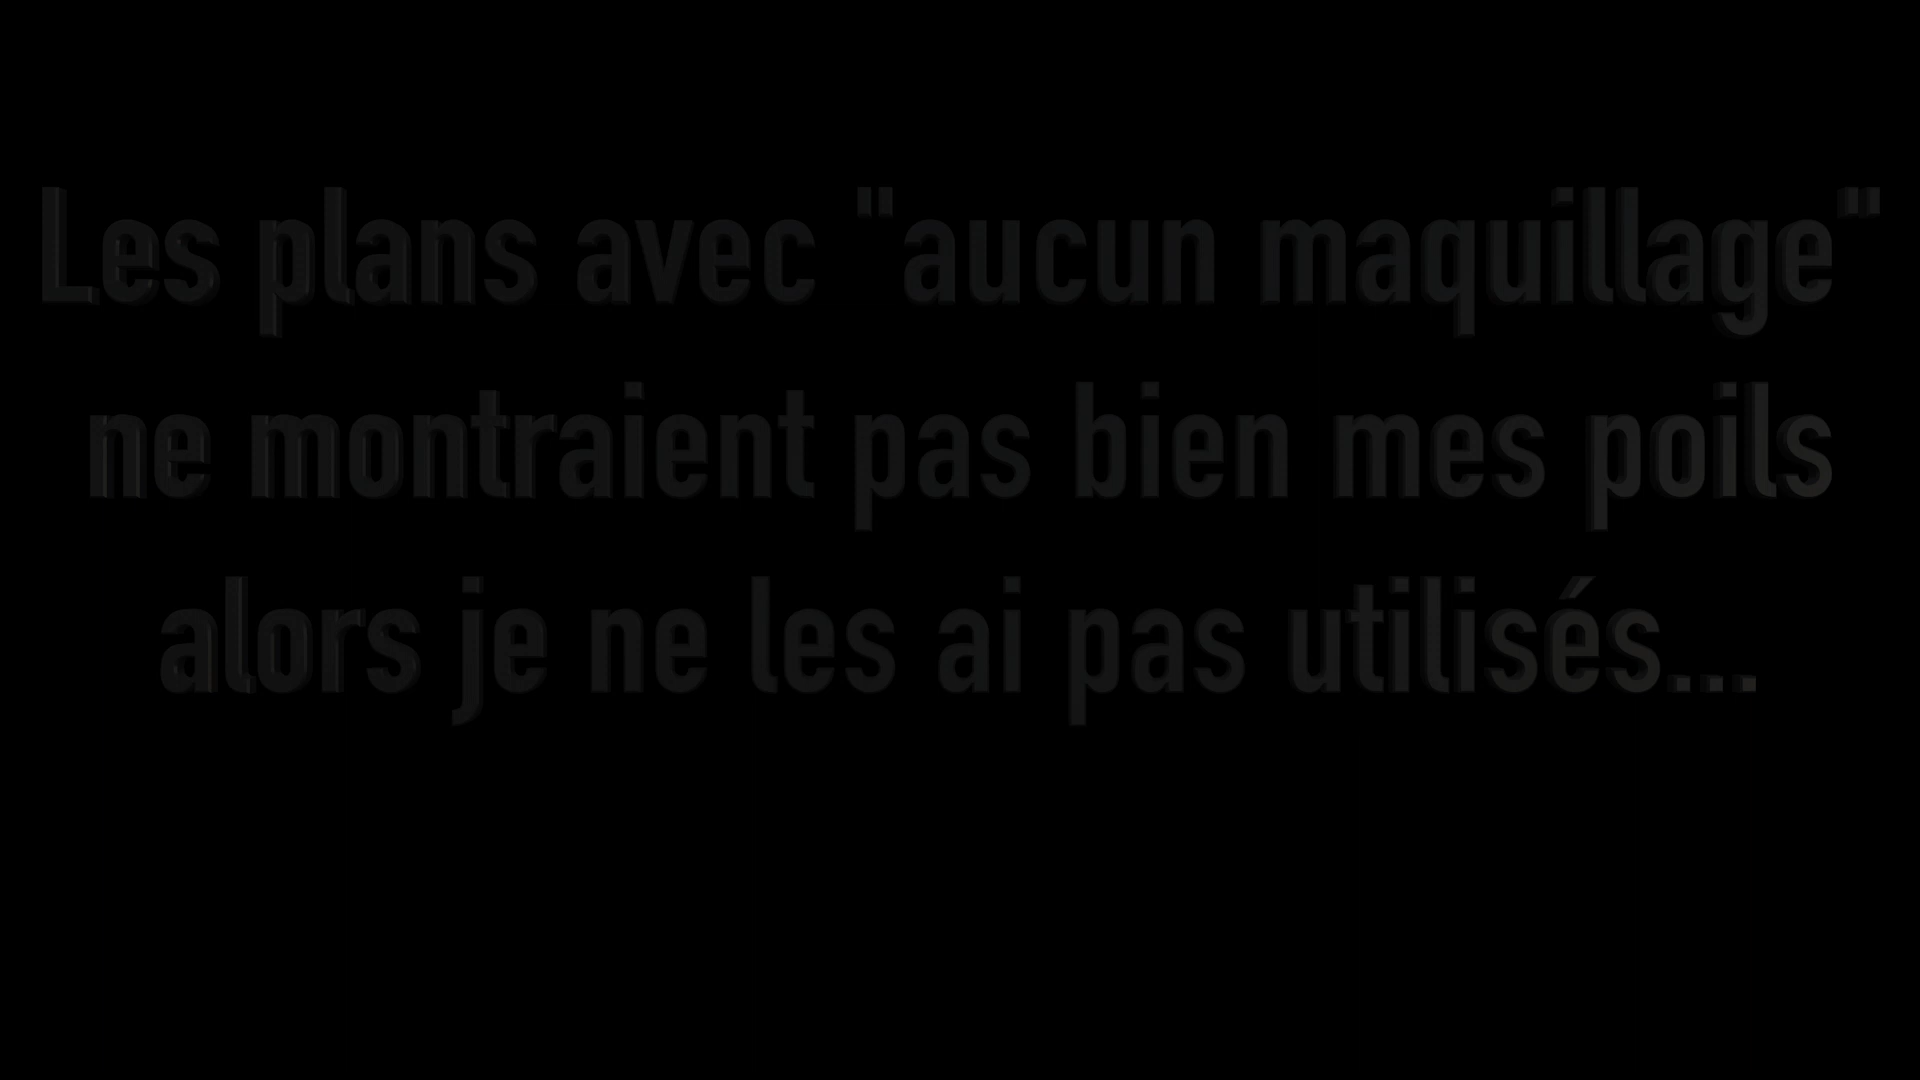 Les plans avec "aucun maquillage"
ne montraient pas bien mes poils
alors je ne les ai pas utilisés...